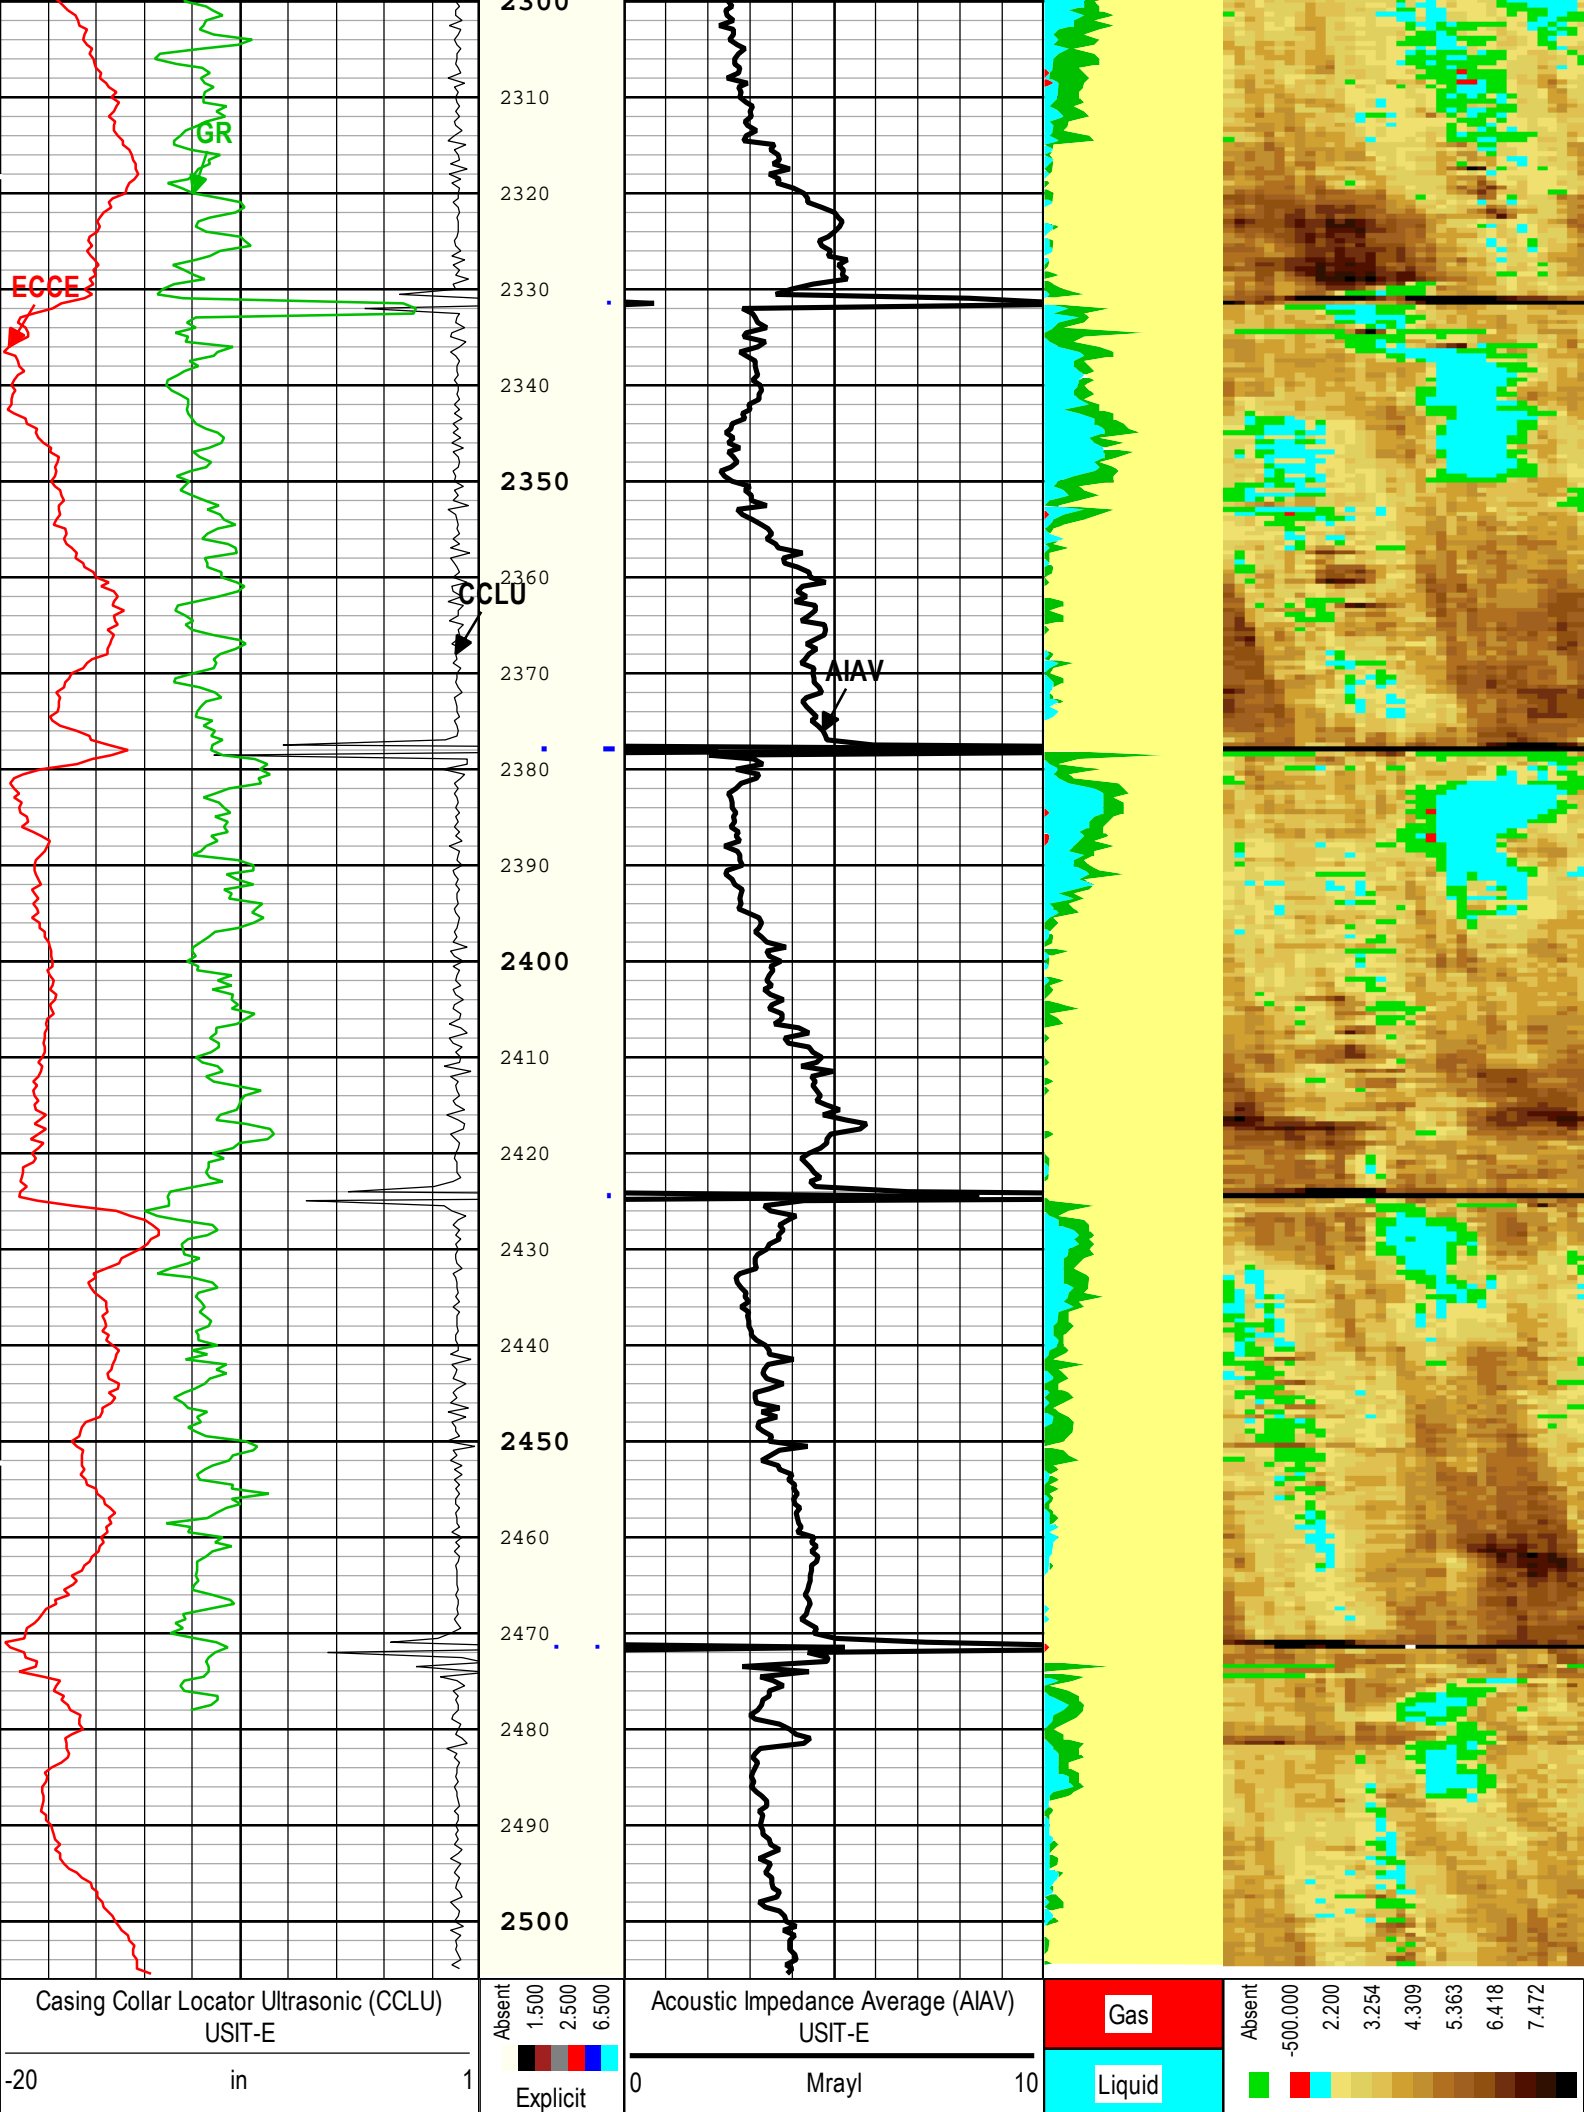 2300
2310
GR
2320
ECCE
2330
2340
2350
2360
CCLU
2370
AIAV
2380
2390
2400
2410
2420
2430
2440
2450
2460
2470
2480
2490
2500
Casing Collar Locator Ultrasonic (CCLU)
USIT-E
-20 in 1
Absent
1.500
2.500
6.500
Explicit
Acoustic Impedance Average (AIAV)
USIT-E
0 Mrayl 10
Gas
Liquid
Absent
-500.000
2.200
3.254
4.309
5.363
6.418
7.472